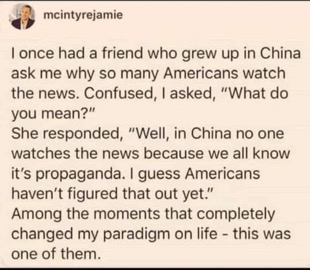 mcintyrejamie
I once had a friend who grew up in China
ask me why so many Americans watch
the news. Confused, I asked, “What do
you mean?”
She responded, “Well, in China no one
watches the news because we all know
it’s propaganda. I guess Americans
haven’t figured that out yet.”
Among the moments that completely
changed my paradigm on life - this was
one of them.